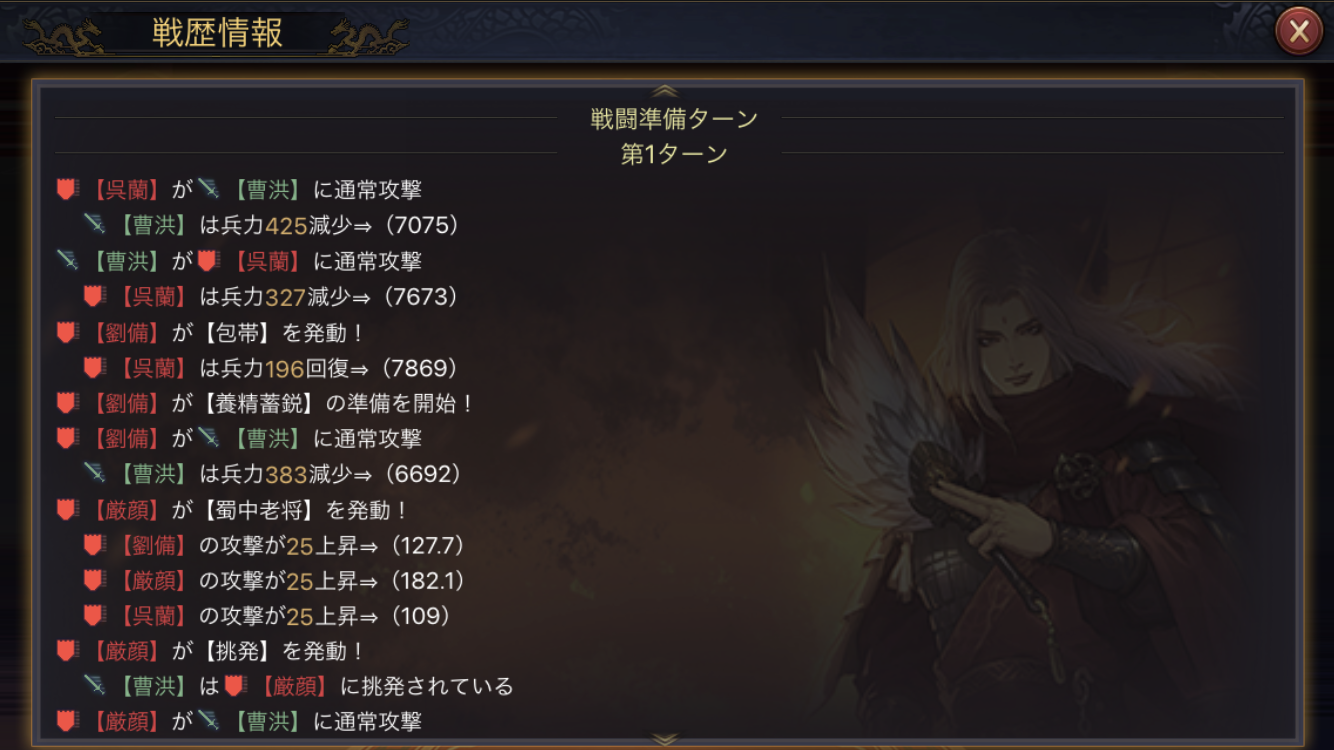 戦歴情報
戦闘準備ターン
第1ターン
【呉蘭】が【曹洪】に通常攻撃
【曹洪】は兵力425減少⇒（7075）
【曹洪】が【呉蘭】に通常攻撃
【呉蘭】は兵力327減少⇒（7673）
【劉備】が【包帯】を発動！
【呉蘭】は兵力196回復⇒（7869）
【劉備】が【養精蓄鋭】の準備を開始！
【劉備】が【曹洪】に通常攻撃
【曹洪】は兵力383減少⇒（6692）
【厳顔】が【蜀中老将】を発動！
【劉備】の攻撃が25上昇⇒（127.7）
【厳顔】の攻撃が25上昇⇒（182.1）
【呉蘭】の攻撃が25上昇⇒（109）
【厳顔】が【挑発】を発動！
【曹洪】は【厳顔】に挑発されている
【厳顔】が【曹洪】に通常攻撃